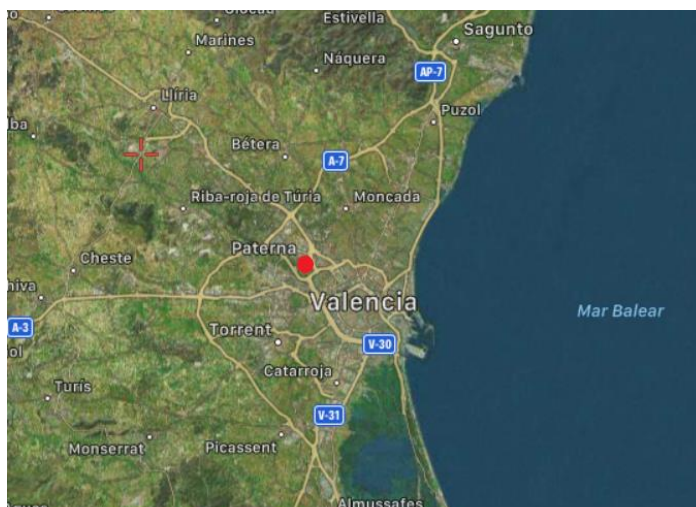 Estivella
Sagunto
Marines
Náquera
AP-7
Llíria
Puzol
Bétera
A-7
Riba-roja de Túria
Moncada
Paterna
Cheste
Valencia
Mar Balear
A-3
Torrent
V-30
Catarroja
Turís
V-31
Monserrat
Picassent
Almussafes